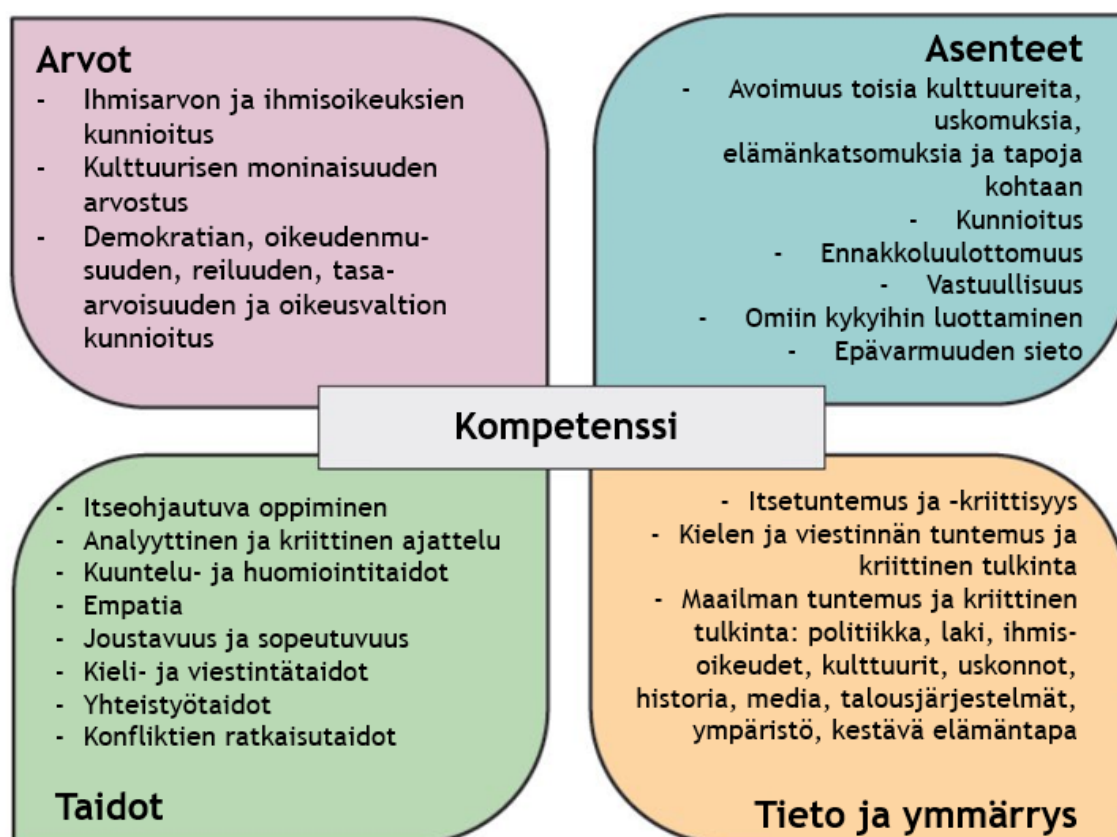 Arvot
- Ihmisarvon ja ihmisoikeuksien
kunnioitus
- Kulttuurisen moninaisuuden
arvostus
- Demokratian, oikeudenmu-
suuden, reiluuden, tasa-
arvoisuuden ja oikeusvaltion
kunnioitus
Asenteet
- Avoimuus toisia kulttuureita,
uskomuksia,
elämänkatsomuksia ja tapoja
kohtaan
- Kunnioitus
- Ennakkoluulottomuus
- Vastuullisuus
- Omiin kykyihin luottaminen
- Epävarmuuden sieto
Kompetenssi
- Itseohjautuva oppiminen
- Analyyttinen ja kriittinen ajattelu
- Kuuntelu- ja huomiointitaidot
- Empatia
- Joustavuus ja sopeutuvuus
- Kieli- ja viestintätaidot
- Yhteistyötaidot
- Konfliktien ratkaisutaidot
Taidot
- Itsetuntemus ja -kriittisyys
- Kielen ja viestinnän tuntemus ja
kriittinen tulkinta
- Maailman tuntemus ja kriittinen
tulkinta: politiikka, laki, ihmis-
oikeudet, kulttuurit, uskonnot,
historia, media, talousjärjestelmät,
ympäristö, kestävä elämäntapa
Tieto ja ymmärrys